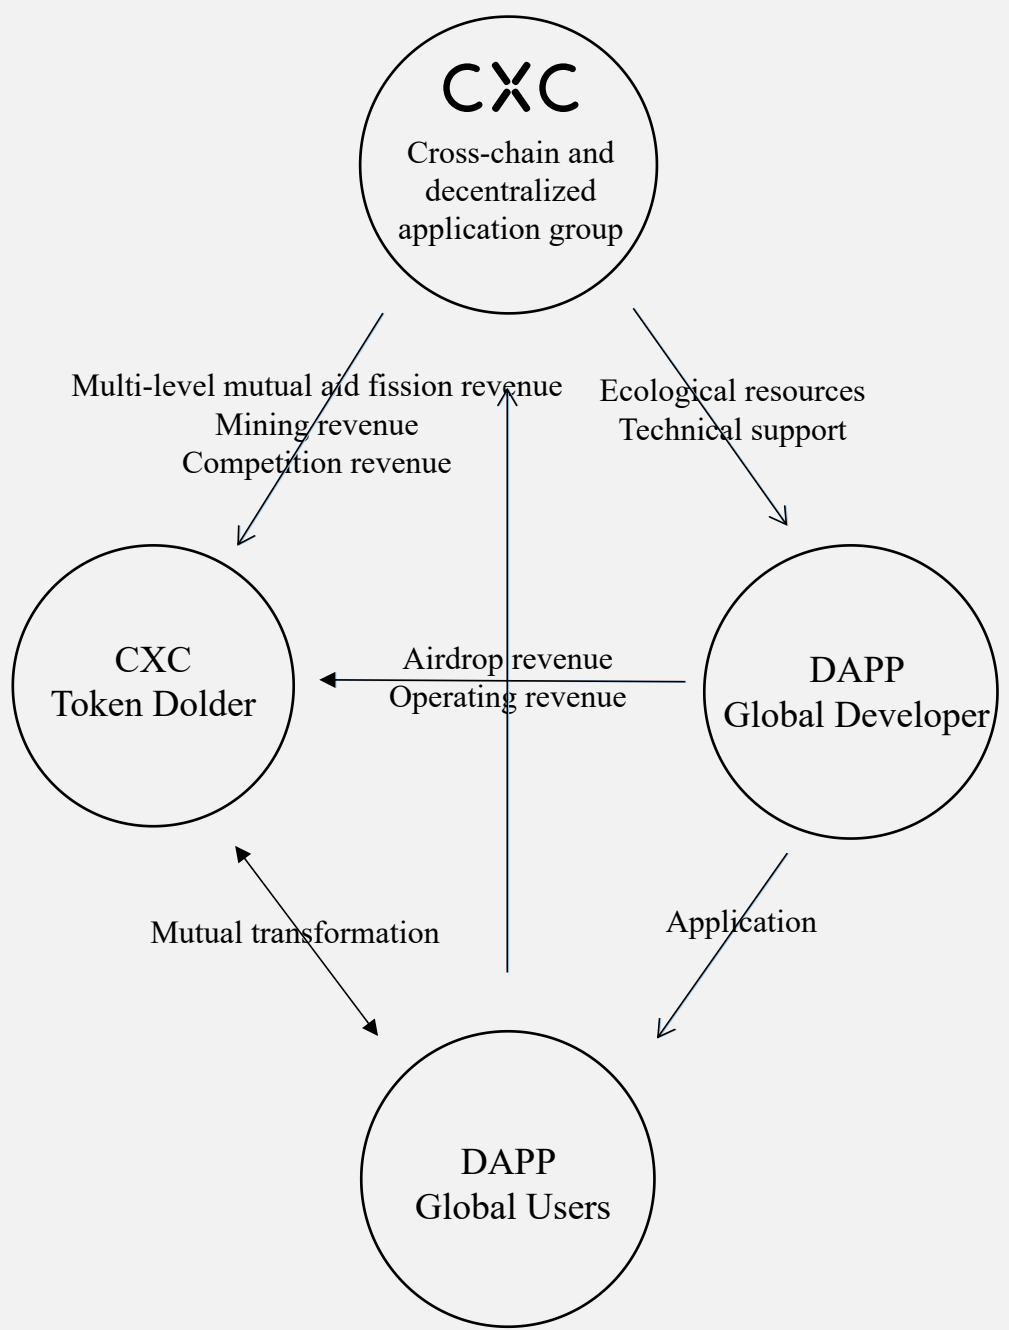 CXC
Cross-chain and
decentralized
application group
Multi-level mutual aid fission revenue
Mining revenue
Competition revenue
Ecological resources
Technical support
CXC
Token Dolder
Airdrop revenue
Operating revenue
DAPP
Global Developer
Mutual transformation
Application
DAPP
Global Users